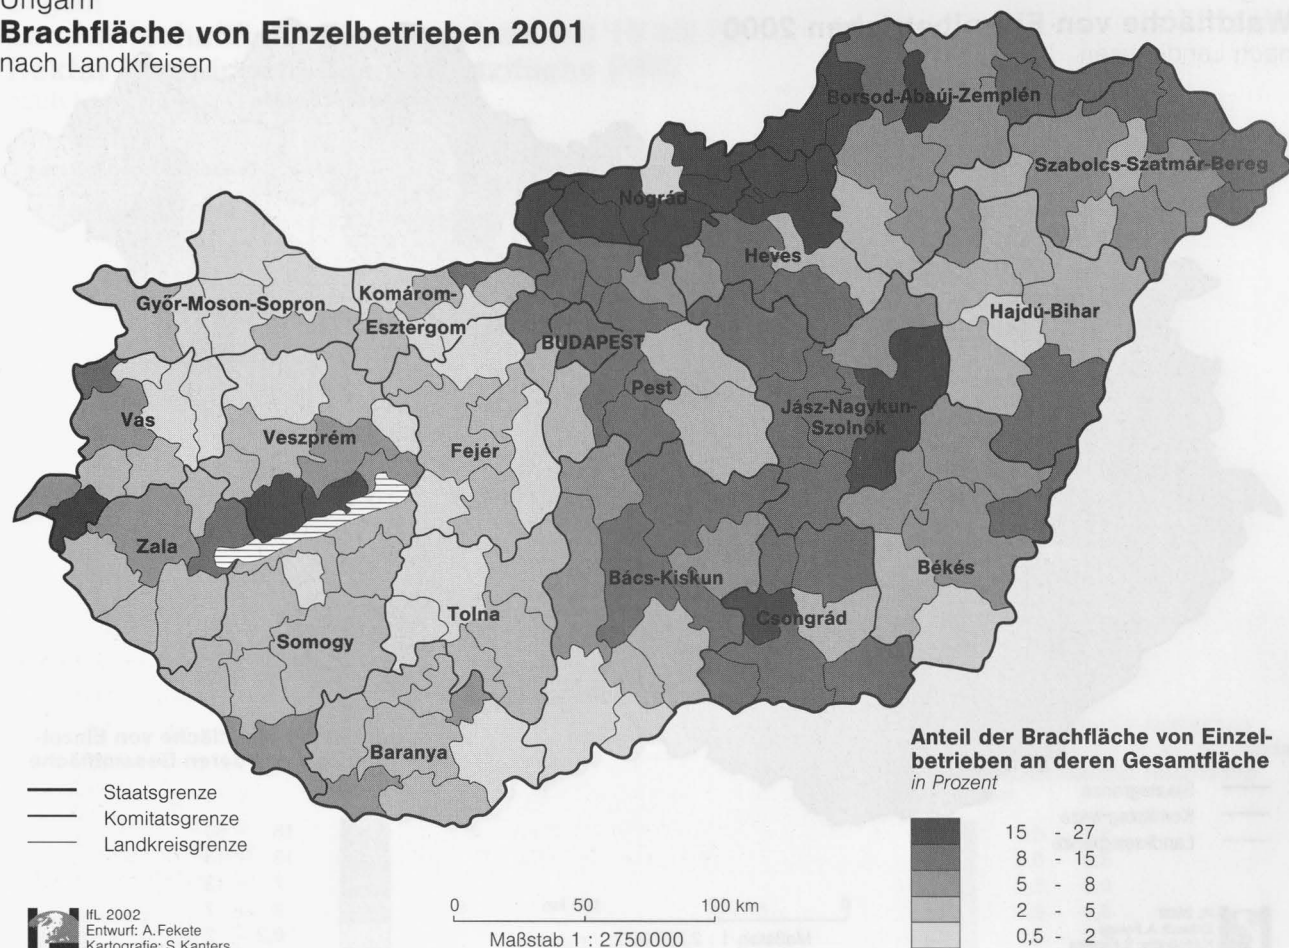 Ungarn
Brachfläche von Einzelbetrieben 2001
nach Landkreisen
Borsod-Abaúj-Zemplén
Szabolcs-Szatmár-Bereg
Nógrád
Heves
Győr-Moson-Sopron
Komárom-
Esztergom
Hajdú-Bihar
BUDAPEST
Pest
Jász-Nagykun-
Szolnok
Vas
Veszprém
Fejér
Zala
Bács-Kiskun
Békés
Tolna
Csongrád
Somogy
Baranya
Staatsgrenze
Komitatsgrenze
Landkreisgrenze
Anteil der Brachfläche von Einzel-
betrieben an deren Gesamtfläche
in Prozent
15 - 27
8 - 15
5 - 8
2 - 5
0,5 - 2
IfL 2002
Entwurf: A.Fekete
Kartografie: S.Kanters
0 50 100 km
Maßstab 1 : 2750000